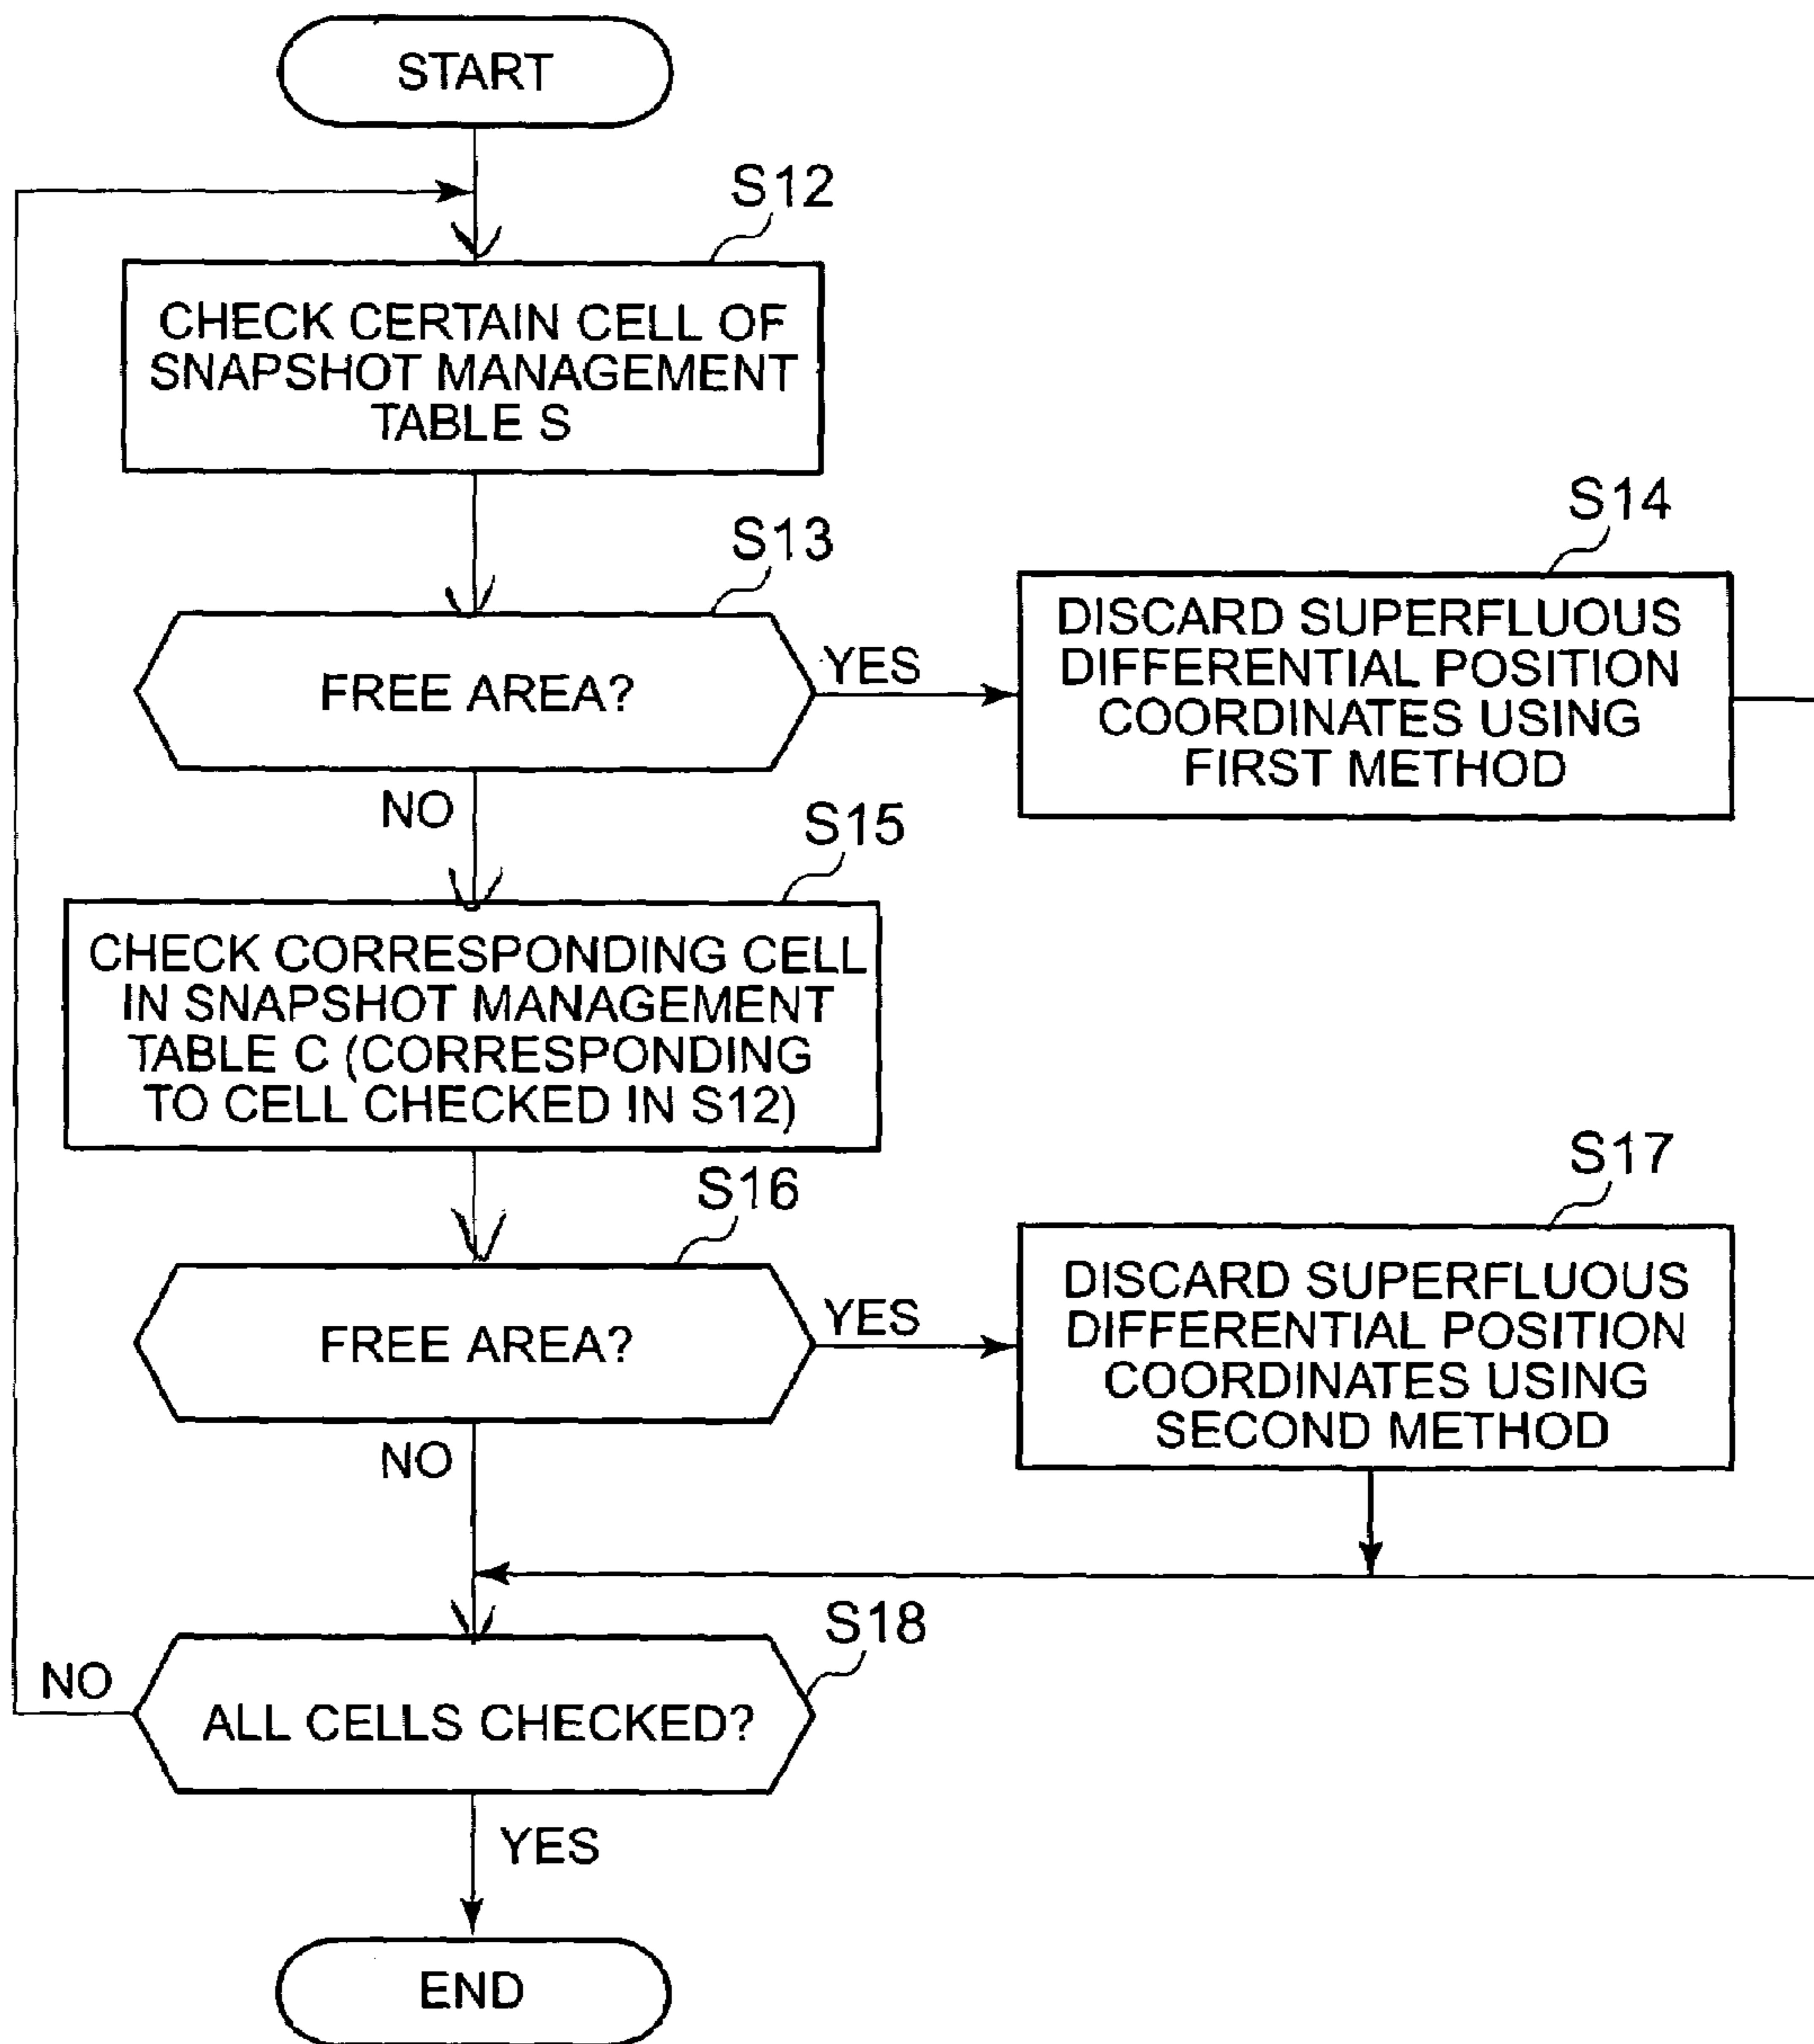 START
S12
CHECK CERTAIN CELL OF
SNAPSHOT MANAGEMENT
TABLE S
S13
FREE AREA?
YES
NO
S14
DISCARD SUPERFLUOUS
DIFFERENTIAL POSITION
COORDINATES USING
FIRST METHOD
S15
CHECK CORRESPONDING CELL
IN SNAPSHOT MANAGEMENT
TABLE C (CORRESPONDING
TO CELL CHECKED IN S12)
S16
FREE AREA?
YES
NO
S17
DISCARD SUPERFLUOUS
DIFFERENTIAL POSITION
COORDINATES USING
SECOND METHOD
S18
NO
ALL CELLS CHECKED?
YES
END